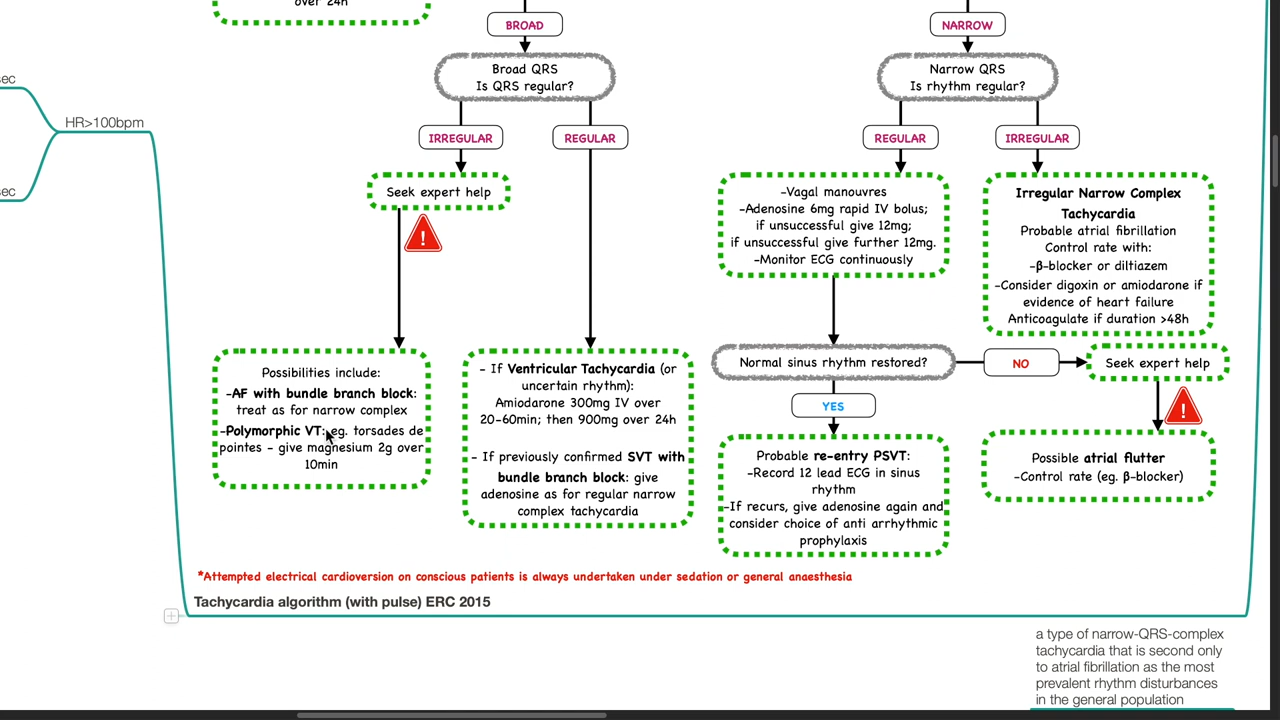 over 24h
BROAD
NARROW
Broad QRS
Is QRS regular?
Narrow QRS
Is rhythm regular?
sec
HR>100bpm
IRREGULAR
REGULAR
REGULAR
IRREGULAR
sec
Seek expert help
-Vagal manouvres
-Adenosine 6mg rapid IV bolus;
if unsuccessful give 12mg;
if unsuccessful give further 12mg.
-Monitor ECG continuously
Irregular Narrow Complex
Tachycardia
Probable atrial fibrillation
Control rate with:
-β-blocker or diltiazem
-Consider digoxin or amiodarone if
evidence of heart failure
Anticoagulate if duration >48h
Possibilities include:
-AF with bundle branch block:
treat as for narrow complex
-Polymorphic VT: eg. torsades de
pointes - give magnesium 2g over
10min
- If Ventricular Tachycardia (or
uncertain rhythm):
Amiodarone 300mg IV over
20-60min; then 900mg over 24h
- If previously confirmed SVT with
bundle branch block: give
adenosine as for regular narrow
complex tachycardia
Normal sinus rhythm restored?
NO
Seek expert help
YES
Probable re-entry PSVT:
-Record 12 lead ECG in sinus
rhythm
-If recurs, give adenosine again and
consider choice of anti arrhythmic
prophylaxis
Possible atrial flutter
-Control rate (eg. β-blocker)
*Attempted electrical cardioversion on conscious patients is always undertaken under sedation or general anaesthesia
Tachycardia algorithm (with pulse) ERC 2015
a type of narrow-QRS-complex
tachycardia that is second only
to atrial fibrillation as the most
prevalent rhythm disturbances
in the general population